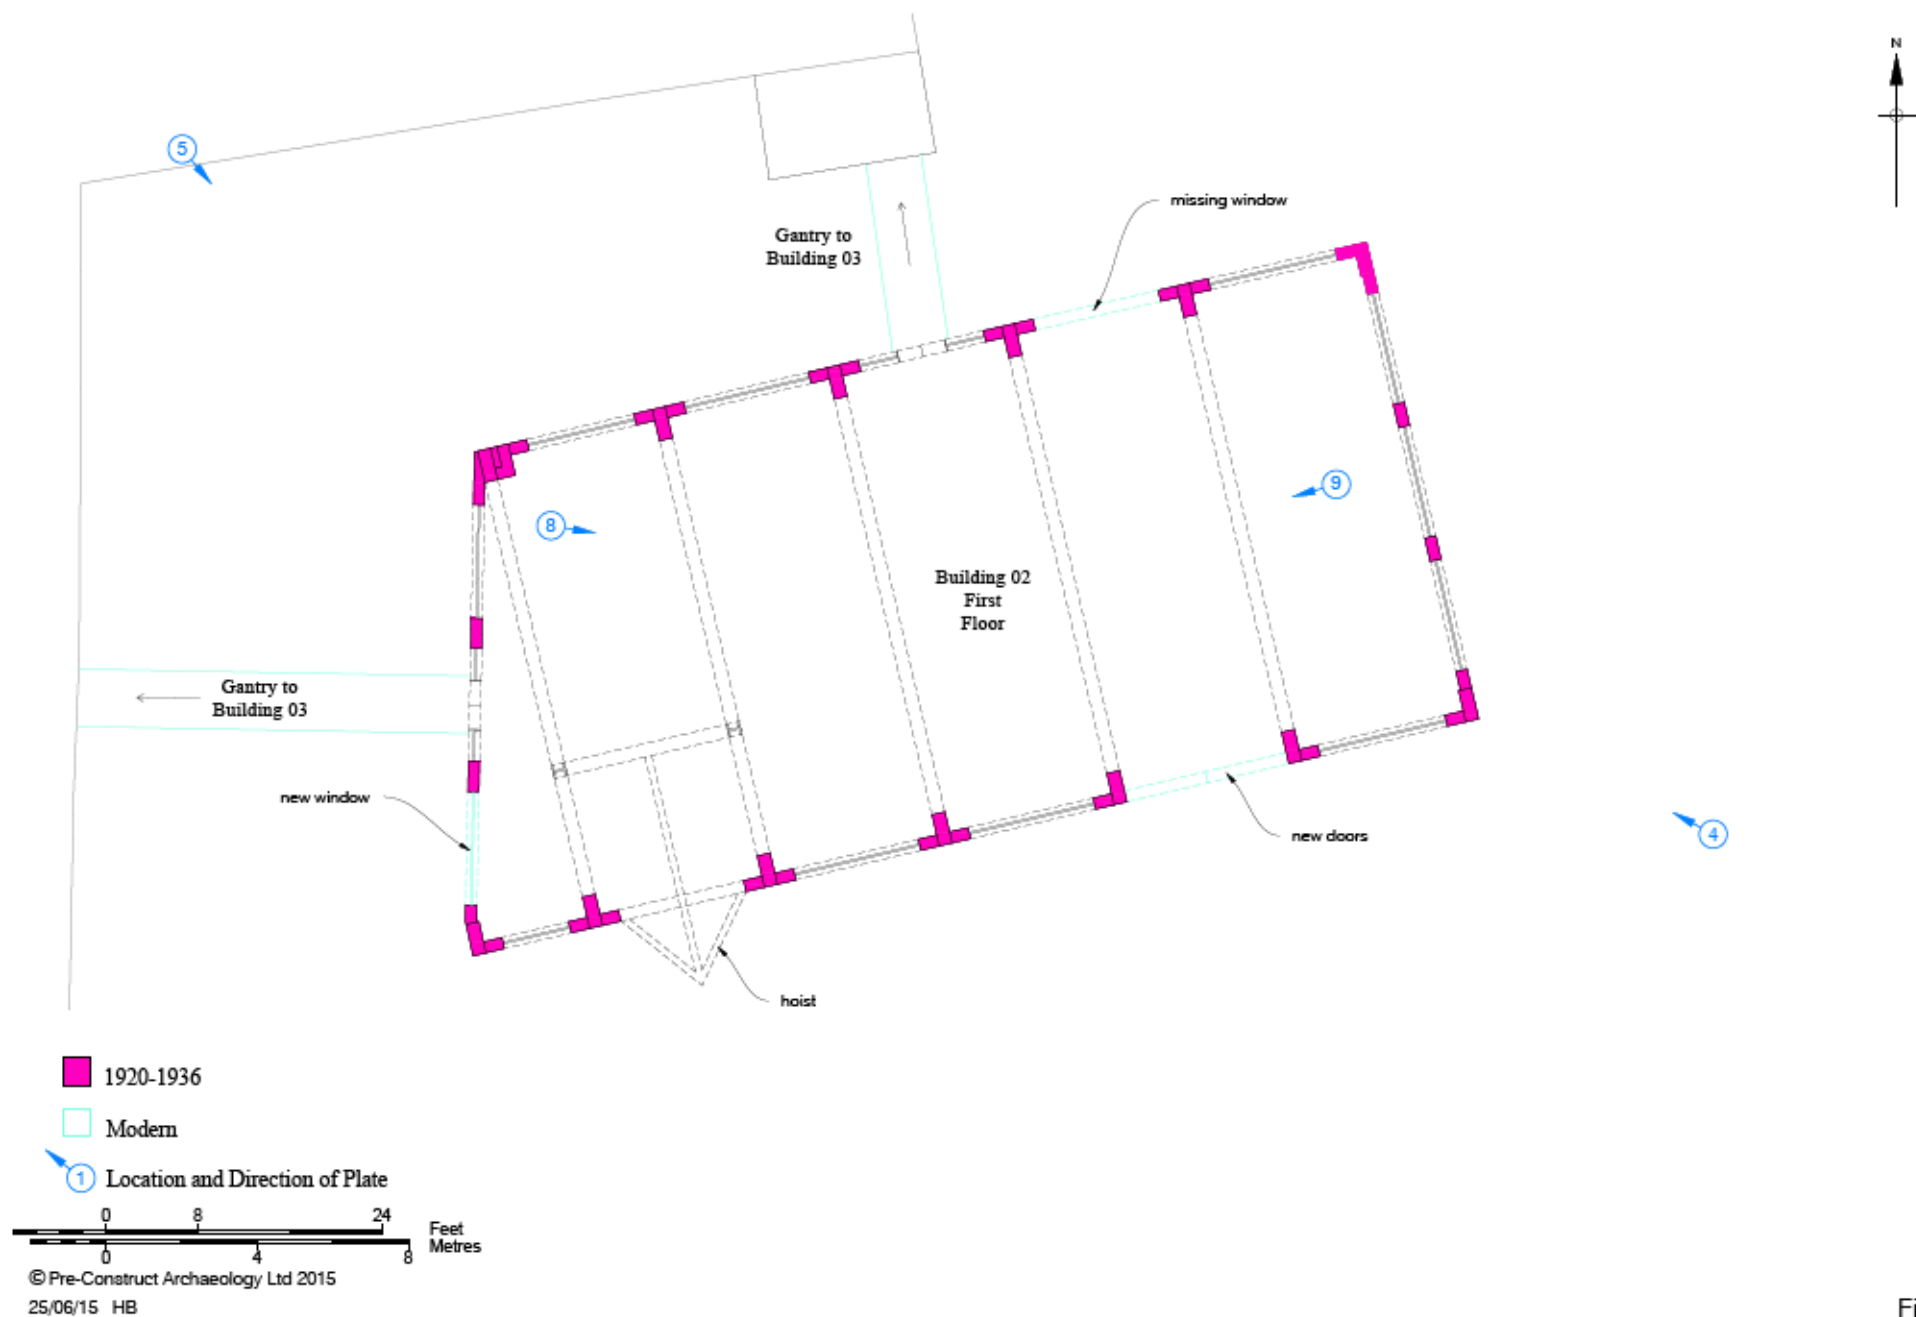 N
5
missing window
Gantry to
Building 03
9
8
Building 02
First
Floor
Gantry to
Building 03
new window
4
new doors
hoist
1920-1936
Modern
1 Location and Direction of Plate
0 8 24
Feet
Metres
0 4 8
© Pre-Construct Archaeology Ltd 2015
25/06/15 HB
Fi